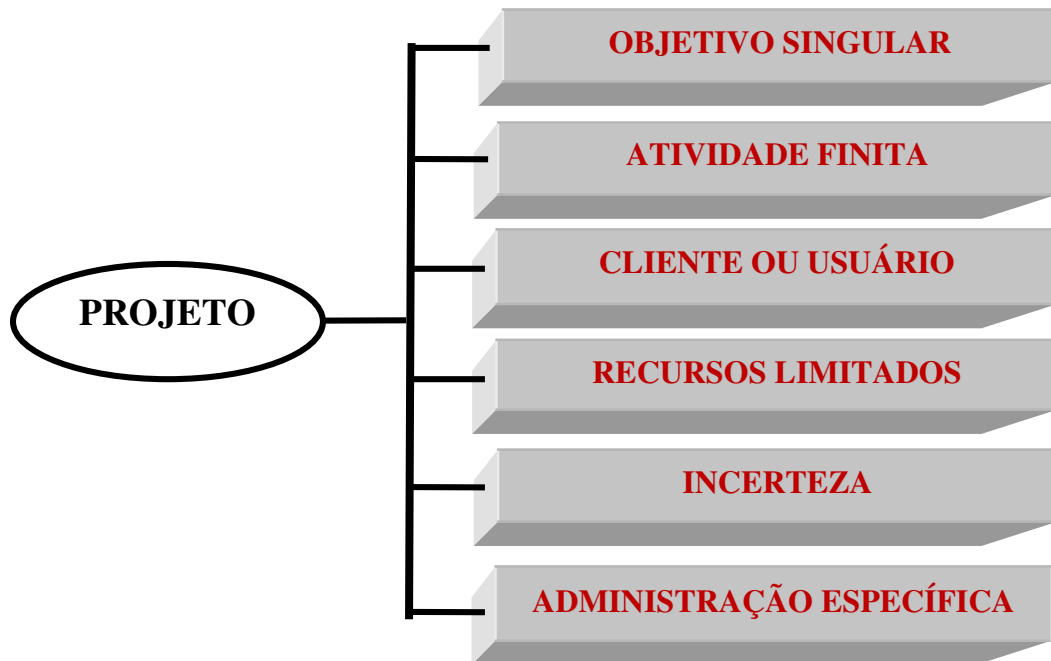 OBJETIVO SINGULAR
ATIVIDADE FINITA
CLIENTE OU USUÁRIO
PROJETO
RECURSOS LIMITADOS
INCERTEZA
ADMINISTRAÇÃO ESPECÍFICA